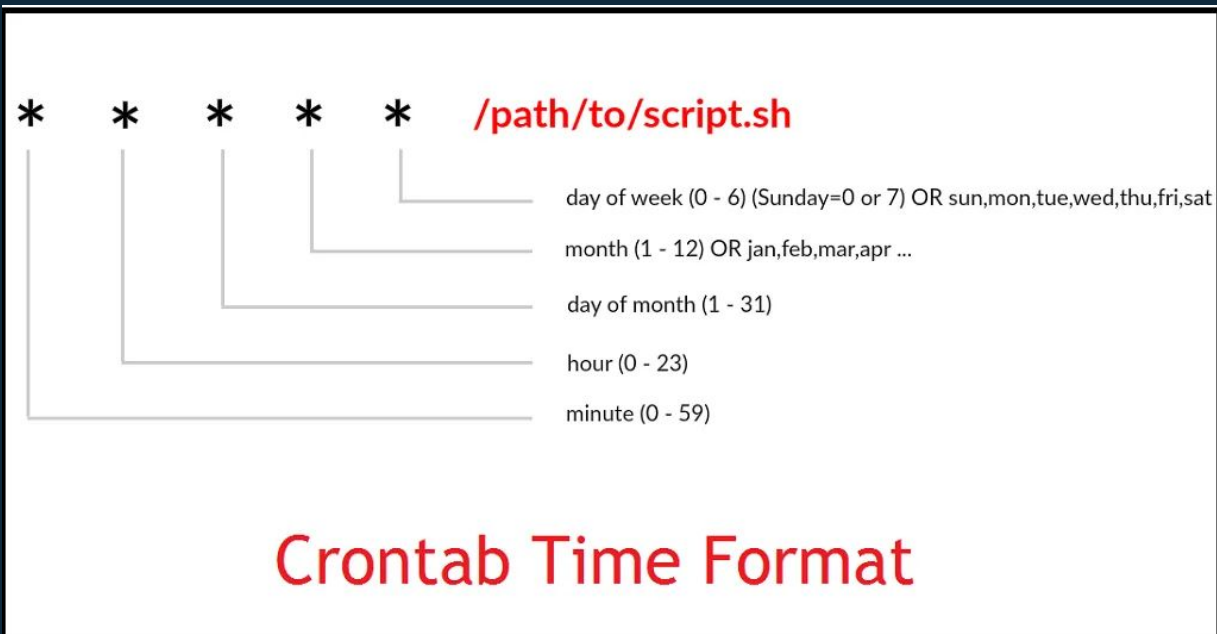 * * * * * /path/to/script.sh
day of week (0 - 6) (Sunday=0 or 7) OR sun,mon,tue,wed,thu,fri,sat
month (1 - 12) OR jan,feb,mar,apr ...
day of month (1 - 31)
hour (0 - 23)
minute (0 - 59)
Crontab Time Format